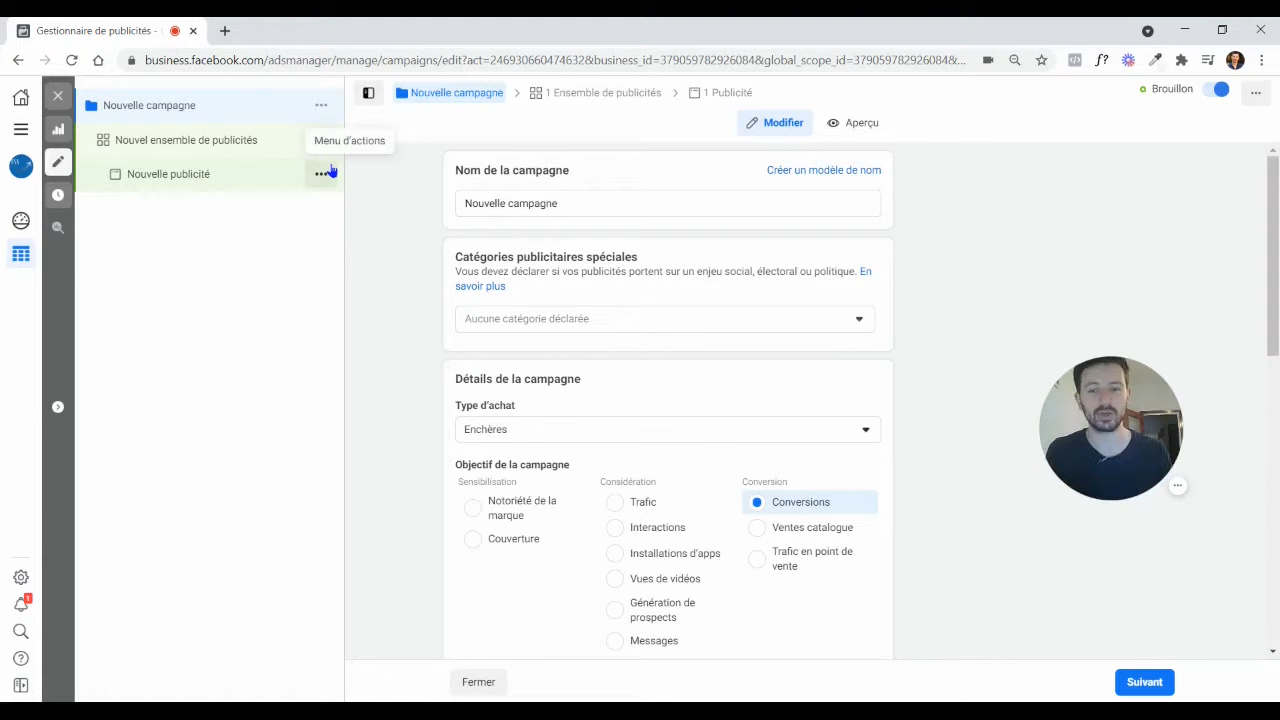 Gestionnaire de publicités -
business.facebook.com/adsmanager/manage/campaigns/edit?act=246930660474632&business_id=379059782926084&global_scope_id=379059782926084&...
f?
Nouvelle campagne
Nouvel ensemble de publicités
Menu d'actions
Nouvelle publicité
Nouvelle campagne
1 Ensemble de publicités
1 Publicité
Brouillon
Modifier
Aperçu
Nom de la campagne
Créer un modèle de nom
Nouvelle campagne
Catégories publicitaires spéciales
Vous devez déclarer si vos publicités portent sur un enjeu social, électoral ou politique. En
savoir plus
Aucune catégorie déclarée
Détails de la campagne
Type d'achat
Enchères
Objectif de la campagne
Sensibilisation
Notoriété de la
marque
Couverture
Considération
Trafic
Interactions
Installations d'apps
Vues de vidéos
Génération de
prospects
Messages
Conversion
Conversions
Ventes catalogue
Trafic en point de
vente
1
Fermer
Suivant